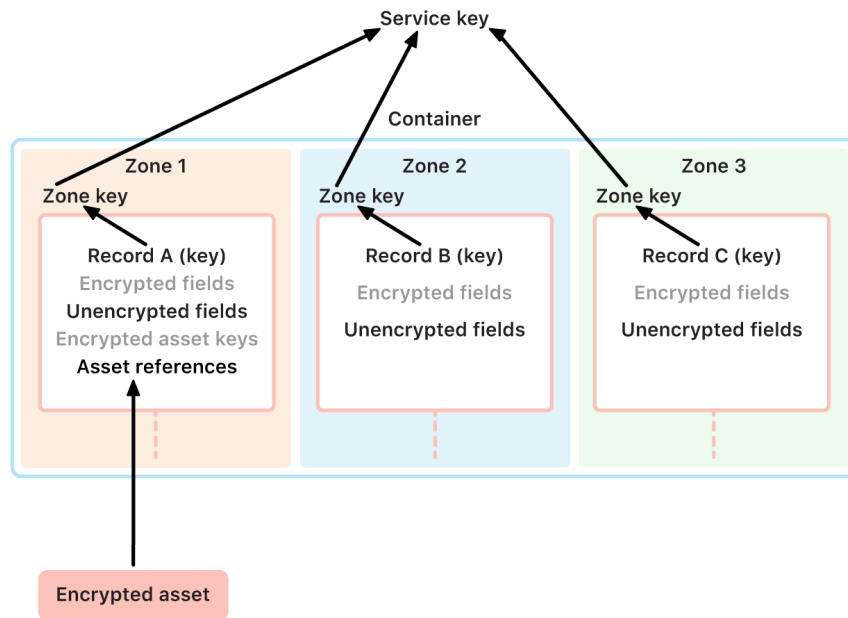 Service key
Container
Zone 1
Zone key
Record A (key)
Encrypted fields
Unencrypted fields
Encrypted asset keys
Asset references
Zone 2
Zone key
Record B (key)
Encrypted fields
Unencrypted fields
Zone 3
Zone key
Record C (key)
Encrypted fields
Unencrypted fields
Encrypted asset